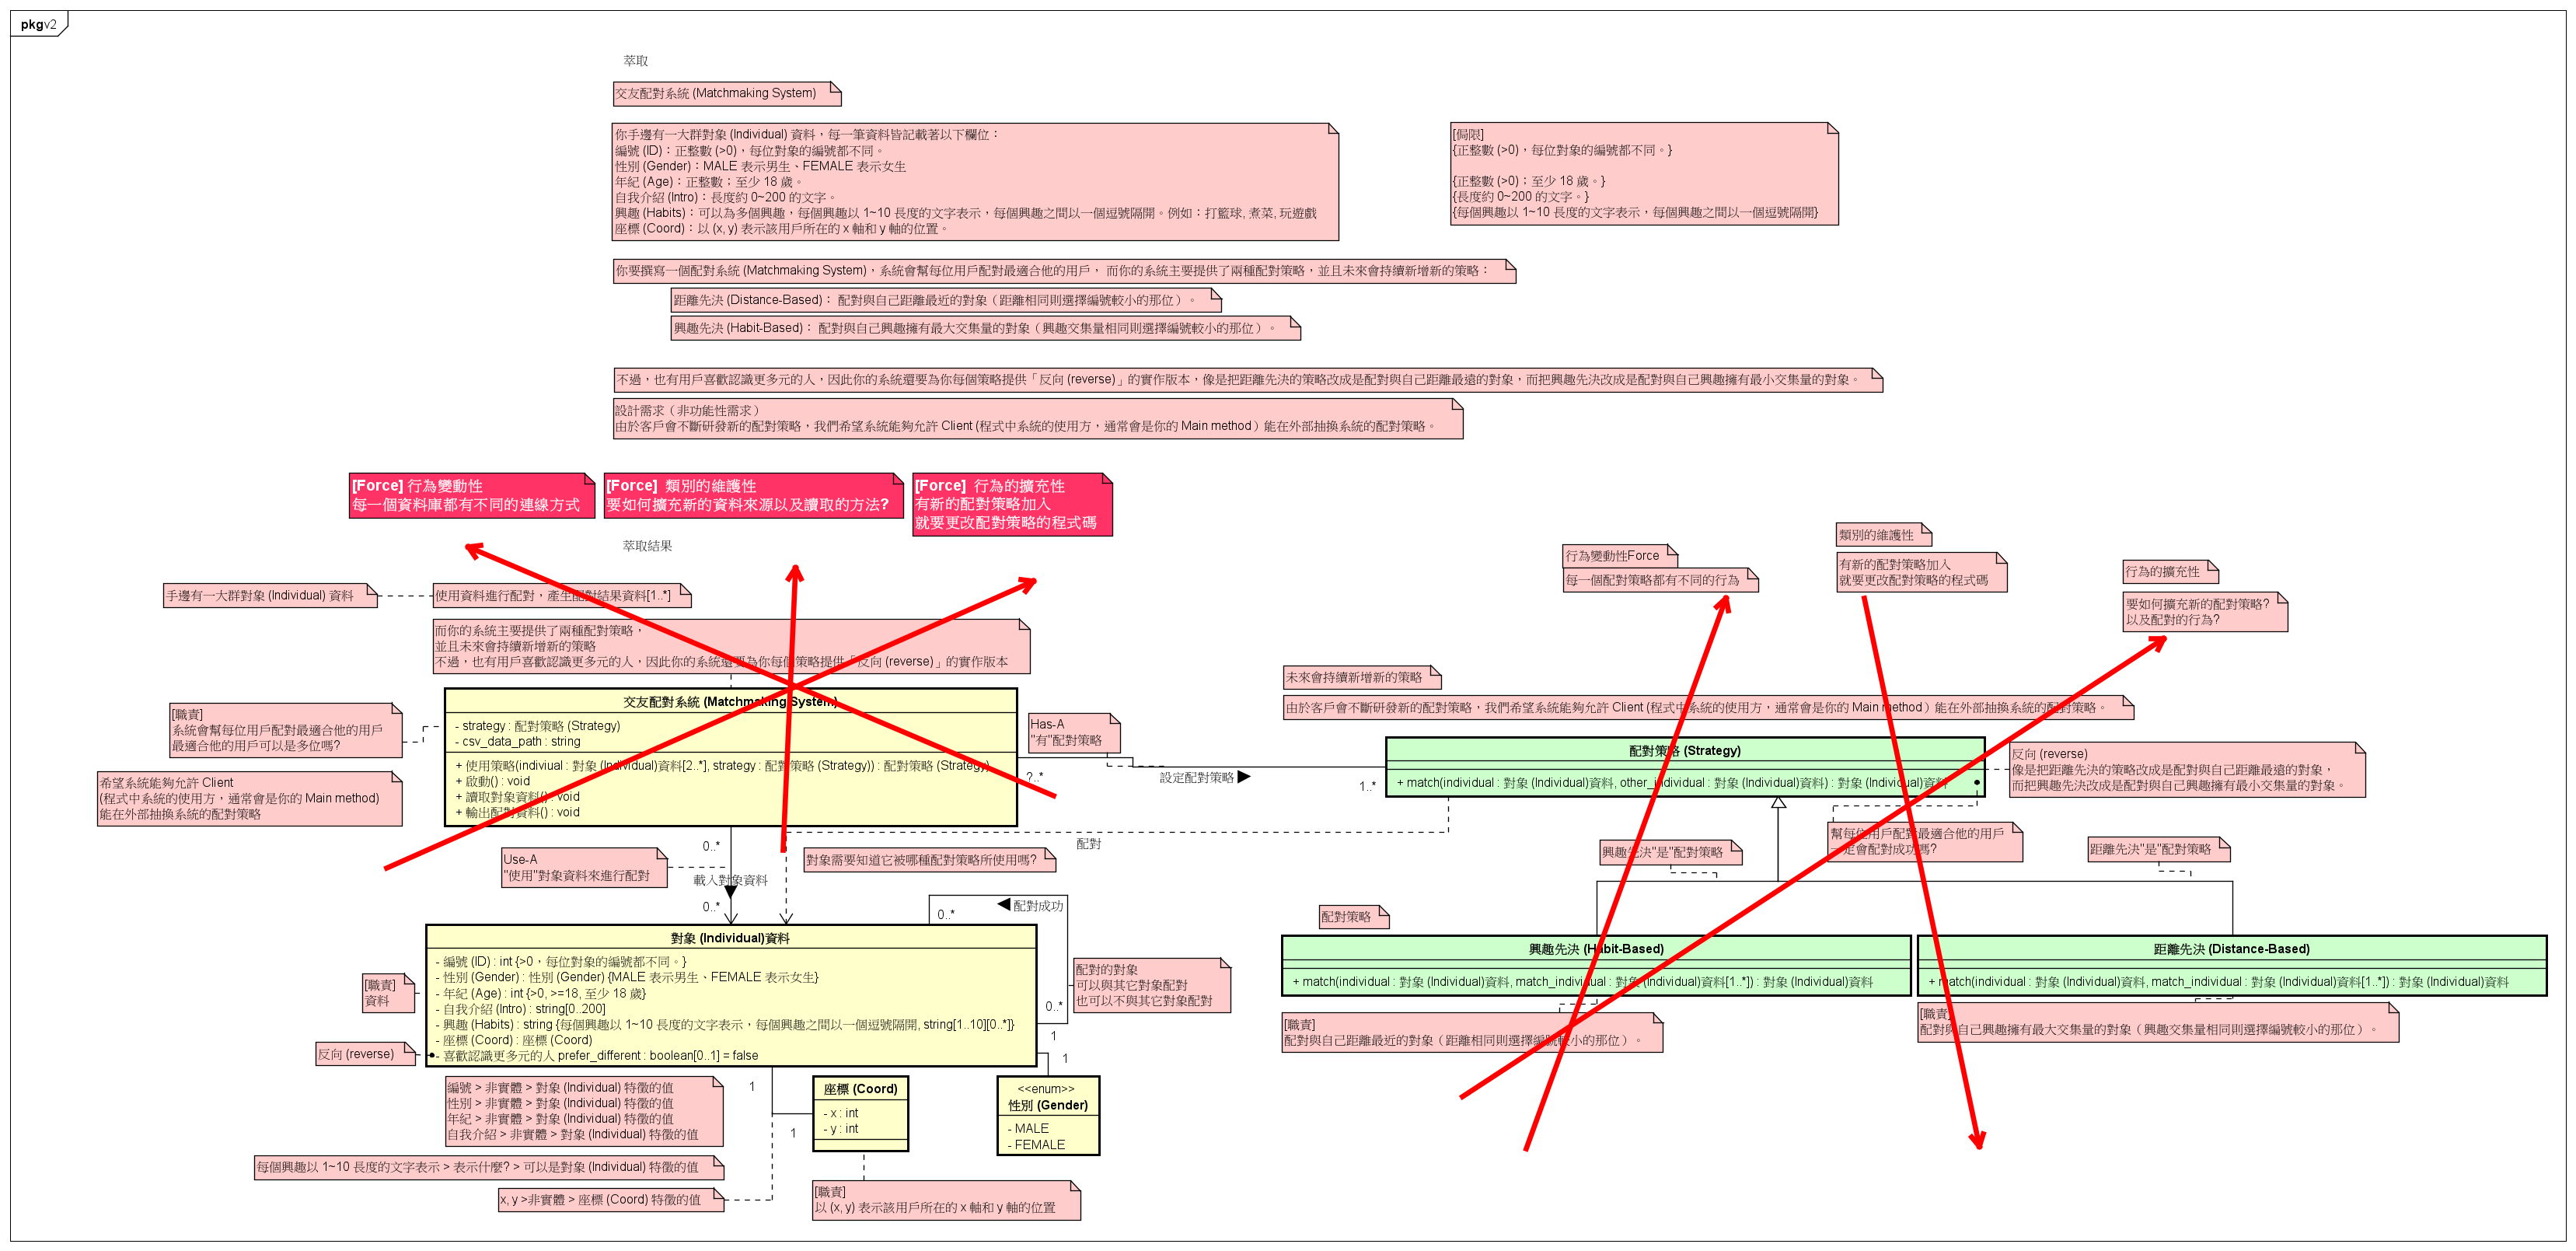 pkg v2
萃取
交友配對系統 (Matchmaking System)
你手邊有一大群對象 (Individual) 資料，每一筆資料皆記載著以下欄位：
編號 (ID)：正整數 (>0)，每位對象的編號都不同。
性別 (Gender)：MALE 表示男生、FEMALE 表示女生
年紀 (Age)：正整數；至少 18 歲。
自我介紹 (Intro)：長度約 0~200 的文字。
興趣 (Habits)：可以為多個興趣，每個興趣以 1~10 長度的文字表示，每個興趣之間以一個逗號隔開。例如：打籃球, 煮菜, 玩遊戲
座標 (Coord)：以 (x, y) 表示該用戶所在的 x 軸和 y 軸的位置。
[侷限]
{正整數 (>0)，每位對象的編號都不同。}
{正整數 (>0)；至少 18 歲。}
{長度約 0~200 的文字。}
{每個興趣以 1~10 長度的文字表示，每個興趣之間以一個逗號隔開}
你要撰寫一個配對系統 (Matchmaking System)，系統會幫每位用戶配對最適合他的用戶， 而你的系統主要提供了兩種配對策略，並且未來會持續新增新的策略：
距離先決 (Distance-Based)： 配對與自己距離最近的對象（距離相同則選擇編號較小的那位）。
興趣先決 (Habit-Based)： 配對與自己興趣擁有最大交集量的對象（興趣交集量相同則選擇編號較小的那位）。
不過，也有用戶喜歡認識更多元的人，因此你的系統還要為你每個策略提供「反向 (reverse)」的實作版本，像是把距離先決的策略改成是配對與自己距離最遠的對象，而把興趣先決改成是配對與自己興趣擁有最小交集量的對象。
設計需求（非功能性需求）
由於客戶會不斷研發新的配對策略，我們希望系統能夠允許 Client (程式中系統的使用方，通常會是你的 Main method）能在外部抽換系統的配對策略。
[Force] 行為變動性
每一個資料庫都有不同的連線方式
[Force] 類別的維護性
要如何擴充新的資料來源以及讀取的方法?
[Force] 行為的擴充性
有新的配對策略加入
就要更改配對策略的程式碼
萃取結果
行為變動性Force
每一個配對策略都有不同的行為
類別的維護性
有新的配對策略加入
就要更改配對策略的程式碼
行為的擴充性
要如何擴充新的配對策略?
以及配對的行為?
手邊有一大群對象 (Individual) 資料
使用資料進行配對，產生配對結果資料[1..*]
而你的系統主要提供了兩種配對策略，
並且未來會持續新增新的策略
不過，也有用戶喜歡認識更多元的人，因此你的系統還要為你每個策略提供「反向 (reverse)」的實作版本
未來會持續新增新的策略
由於客戶會不斷研發新的配對策略，我們希望系統能夠允許 Client (程式中系統的使用方，通常會是你的 Main method）能在外部抽換系統的配對策略。
[職責]
系統會幫每位用戶配對最適合他的用戶
最適合他的用戶可以是多位嗎?
希望系統能夠允許 Client
(程式中系統的使用方，通常會是你的 Main method)
能在外部抽換系統的配對策略
交友配對系統 (Matchmaking System)
- strategy : 配對策略 (Strategy)
- csv_data_path : string
+ 使用策略(indiviual : 對象 (Individual)資料[2..*], strategy : 配對策略 (Strategy)) : 配對策略 (Strategy)
+ 啟動() : void
+ 讀取對象資料() : void
+ 輸出配對資料() : void
Has-A
"有"配對策略
?..*
設定配對策略
1..*
配對策略 (Strategy)
+ match(individual : 對象 (Individual)資料, other_individual : 對象 (Individual)資料) : 對象 (Individual)資料
反向 (reverse)
像是把距離先決的策略改成是配對與自己距離最遠的對象，
而把興趣先決改成是配對與自己興趣擁有最小交集量的對象。
0..*
Use-A
"使用"對象資料來進行配對
載入對象資料
0..*
對象需要知道它被哪種配對策略所使用嗎?
配對
興趣先決"是"配對策略
幫每位用戶配對最適合他的用戶
一定會配對成功嗎?
距離先決"是"配對策略
0..*
配對成功
配對策略
對象 (Individual)資料
- 編號 (ID) : int {>0，每位對象的編號都不同。}
- 性別 (Gender) : 性別 (Gender) {MALE 表示男生、FEMALE 表示女生}
- 年紀 (Age) : int {>0, >=18, 至少 18 歲}
- 自我介紹 (Intro) : string[0..200]
- 興趣 (Habits) : string {每個興趣以 1~10 長度的文字表示，每個興趣之間以一個逗號隔開, string[1..10][0..*]}
- 座標 (Coord) : 座標 (Coord)
- 喜歡認識更多元的人 prefer_different : boolean[0..1] = false
[職責]
資料
反向 (reverse)
配對的對象
可以與其它對象配對
也可以不與其它對象配對
0..*
1
1
興趣先決 (Habit-Based)
+ match(individual : 對象 (Individual)資料, match_individual : 對象 (Individual)資料[1..*]) : 對象 (Individual)資料
[職責]
配對與自己距離最近的對象（距離相同則選擇編號較小的那位）。
距離先決 (Distance-Based)
+ match(individual : 對象 (Individual)資料, match_individual : 對象 (Individual)資料[1..*]) : 對象 (Individual)資料
[職責]
配對與自己興趣擁有最大交集量的對象（興趣交集量相同則選擇編號較小的那位）。
編號 > 非實體 > 對象 (Individual) 特徵的值
性別 > 非實體 > 對象 (Individual) 特徵的值
年紀 > 非實體 > 對象 (Individual) 特徵的值
自我介紹 > 非實體 > 對象 (Individual) 特徵的值
1
1
座標 (Coord)
- x : int
- y : int
<<enum>>
性別 (Gender)
- MALE
- FEMALE
每個興趣以 1~10 長度的文字表示 > 表示什麼? > 可以是對象 (Individual) 特徵的值
x, y >非實體 > 座標 (Coord) 特徵的值
[職責]
以 (x, y) 表示該用戶所在的 x 軸和 y 軸的位置